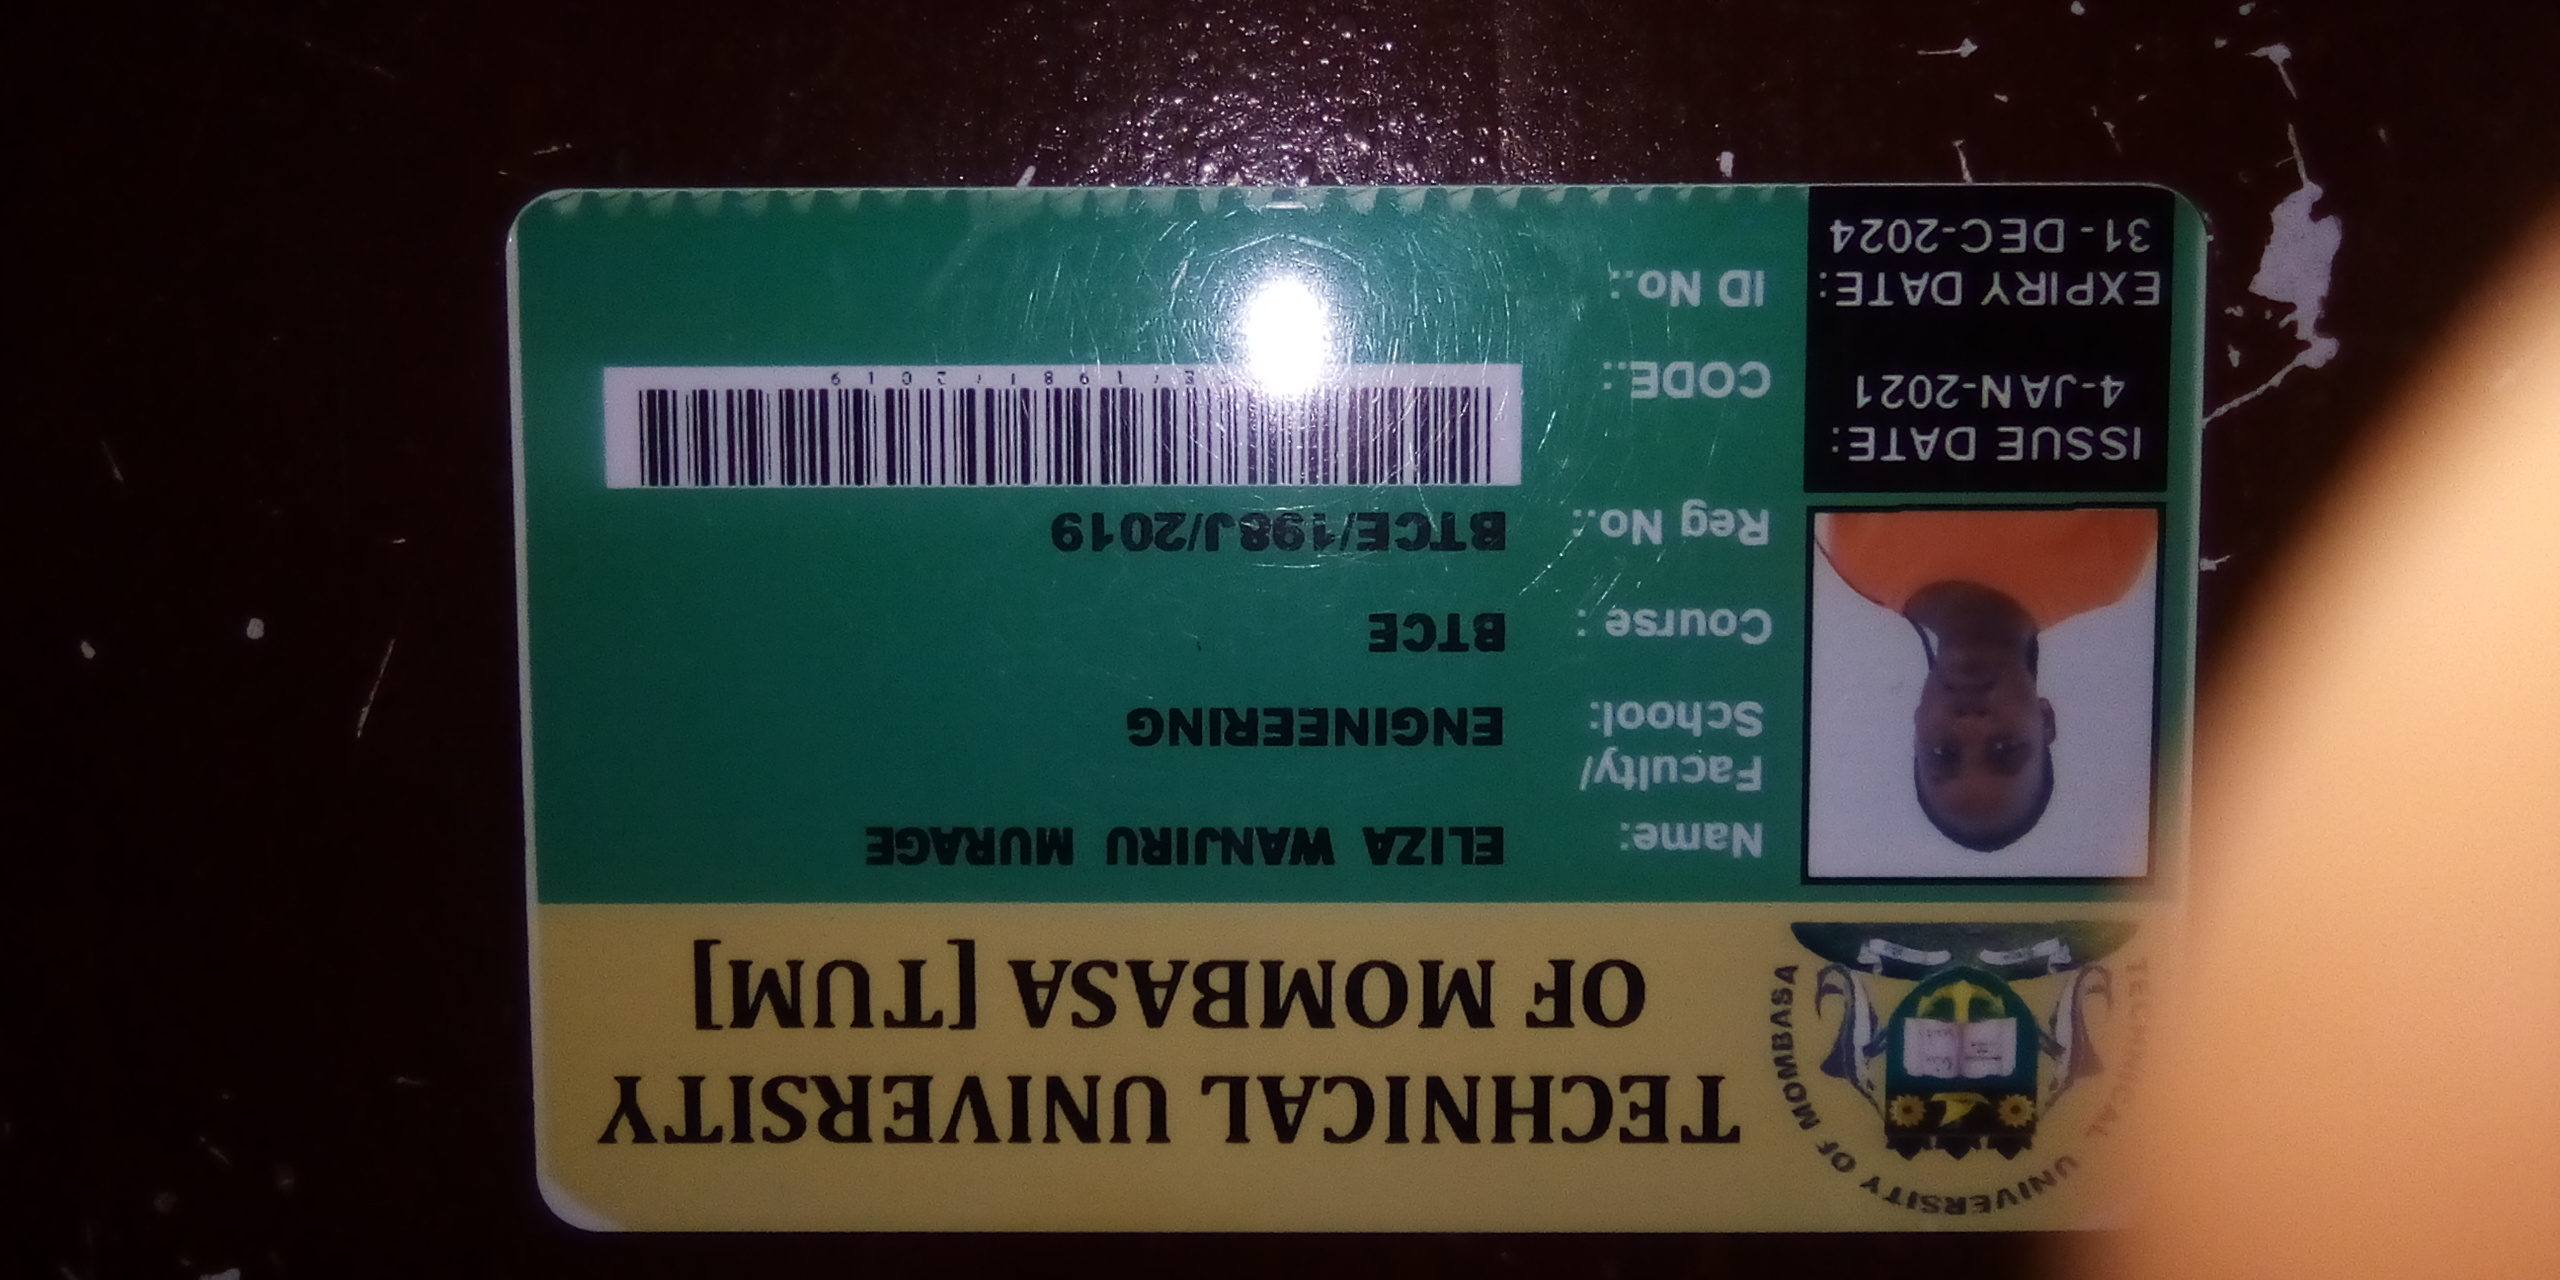 TECHNICAL UNIVERSITY
OF MOMBASA [TUM]
TECHNICAL UNIVERSITY OF MOMBASA
Name: ELIZA WANJIRU MURAGE
Faculty/
School: ENGINEERING
Course : BTCE
Reg No.: BTCE/198J/2019
CODE.:
ID No.:
ISSUE DATE:
4-JAN-2021
EXPIRY DATE:
31- DEC-2024